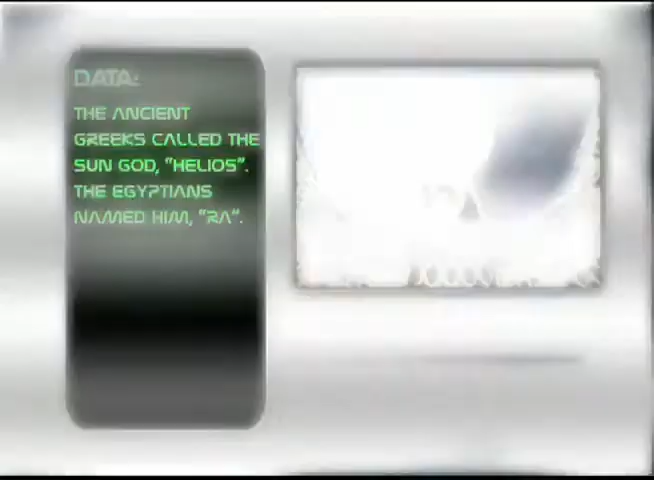 DATA:
THE ANCIENT
GREEKS CALLED THE
SUN GOD, "HELIOS".
THE EGYPTIANS
NAMED HIM, "RA".